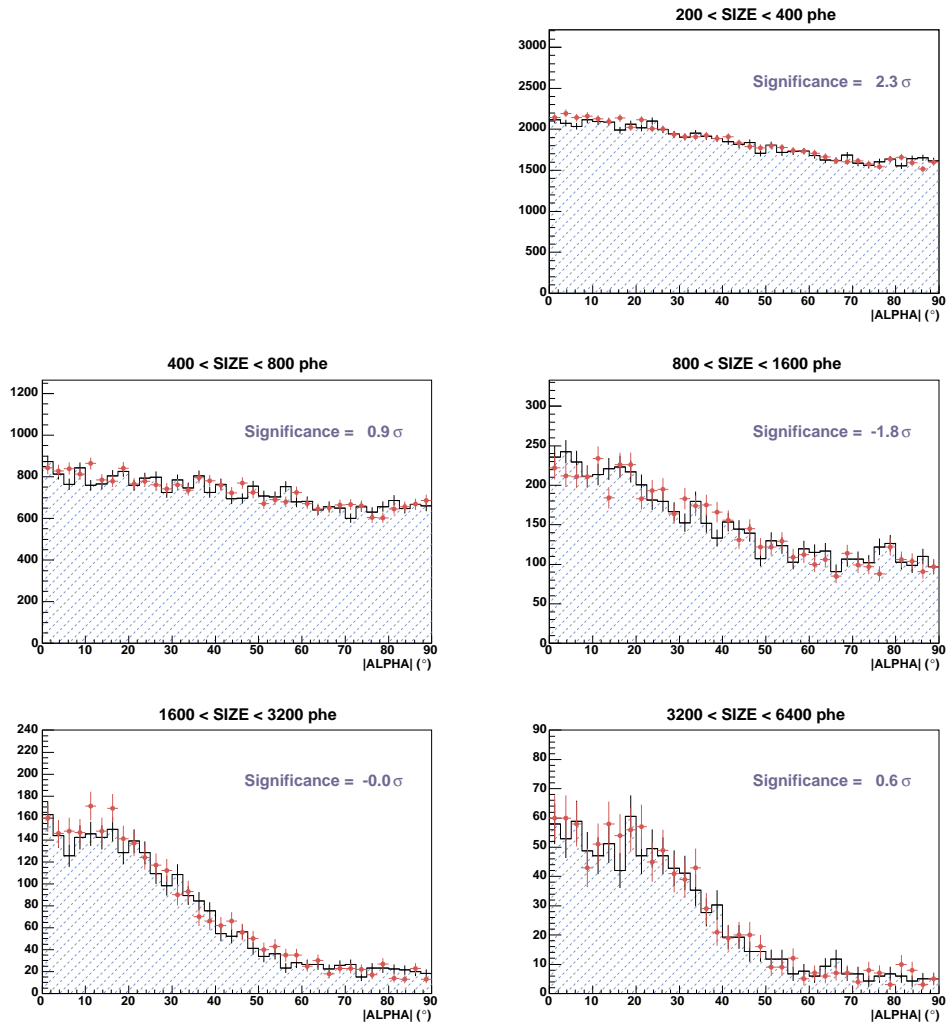 200 < SIZE < 400 phe
3000
2500
2000
1500
1000
500
0
Significance = 2.3 σ
0 10 20 30 40 50 60 70 80 90
|ALPHA| (°)
400 < SIZE < 800 phe
1200
1000
800
600
400
200
0
Significance = 0.9 σ
0 10 20 30 40 50 60 70 80 90
|ALPHA| (°)
800 < SIZE < 1600 phe
300
250
200
150
100
50
0
Significance = -1.8 σ
0 10 20 30 40 50 60 70 80 90
|ALPHA| (°)
1600 < SIZE < 3200 phe
240
220
200
180
160
140
120
100
80
60
40
20
0
Significance = -0.0 σ
0 10 20 30 40 50 60 70 80 90
|ALPHA| (°)
3200 < SIZE < 6400 phe
90
80
70
60
50
40
30
20
10
0
Significance = 0.6 σ
0 10 20 30 40 50 60 70 80 90
|ALPHA| (°)